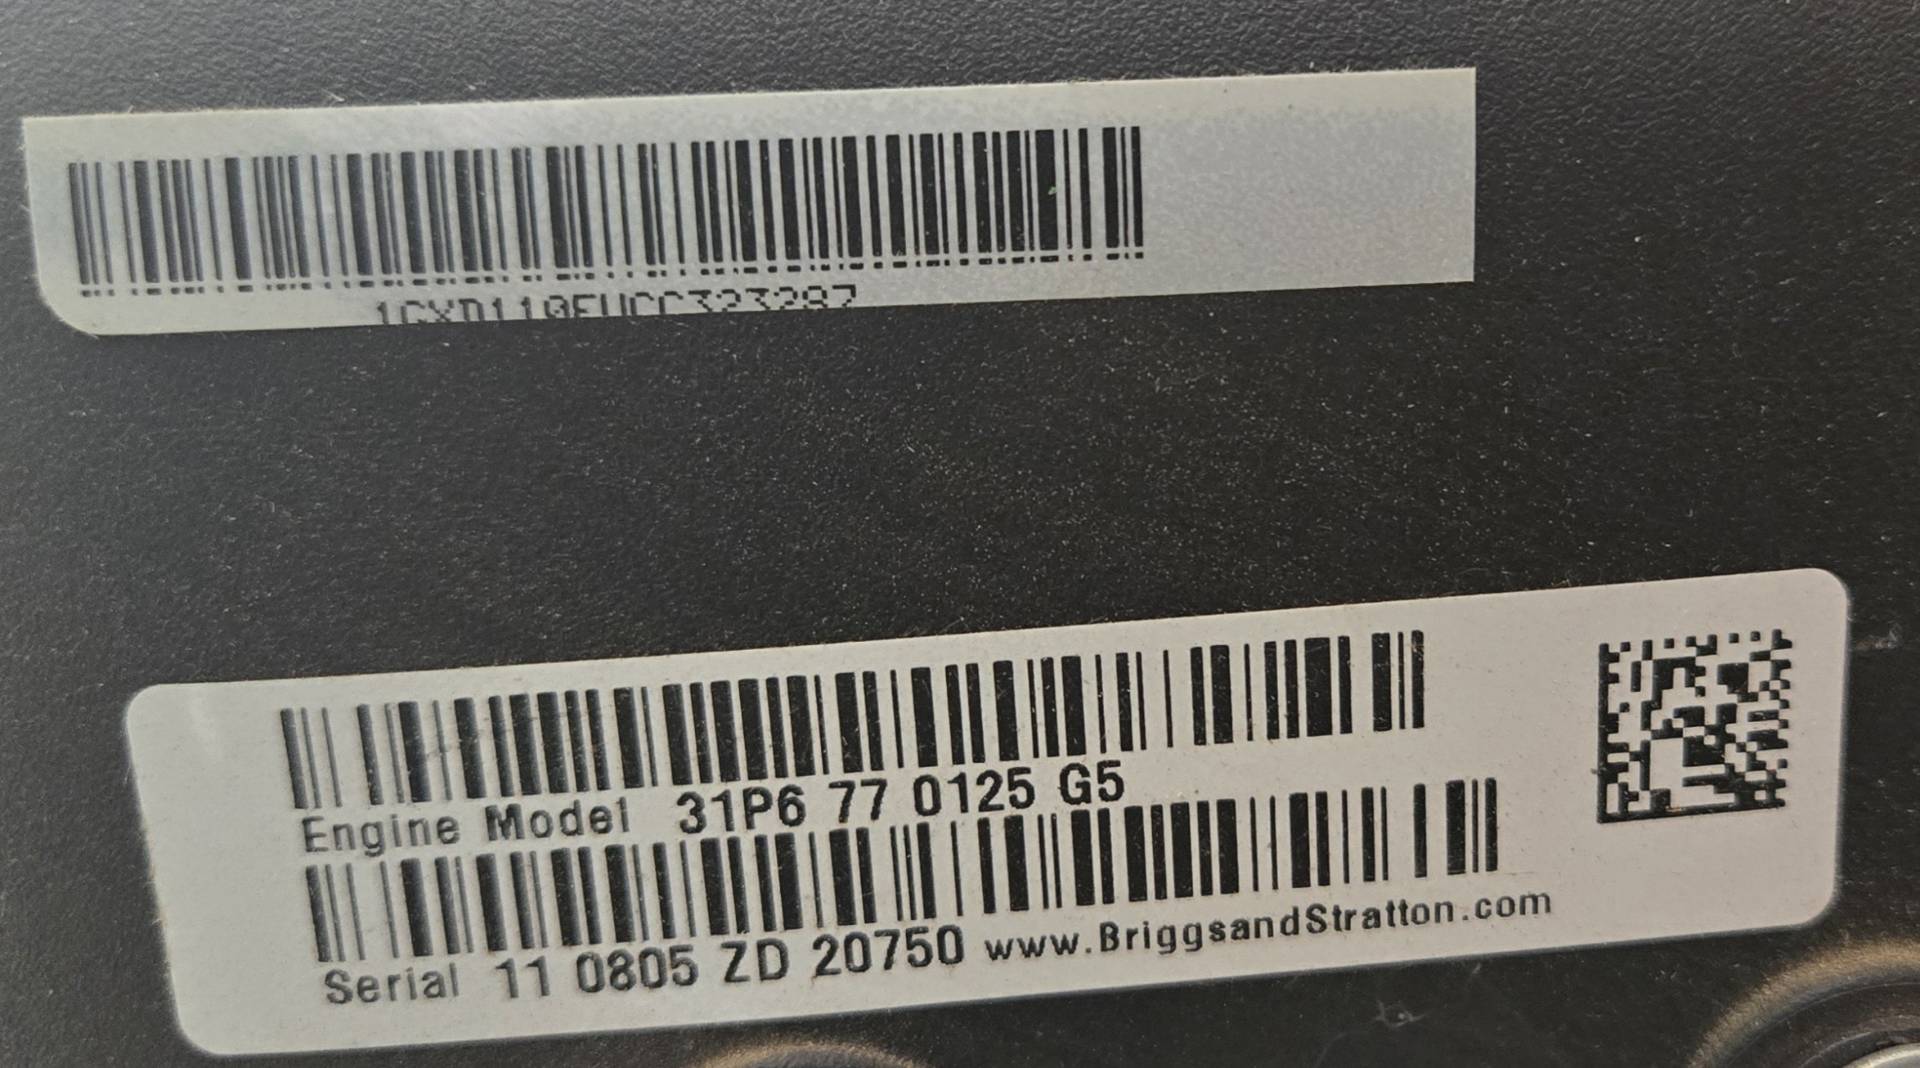 Engine Model 31P6 77 0125 G5
Serial 11 0805 ZD 20750 www.BriggsandStratton.com